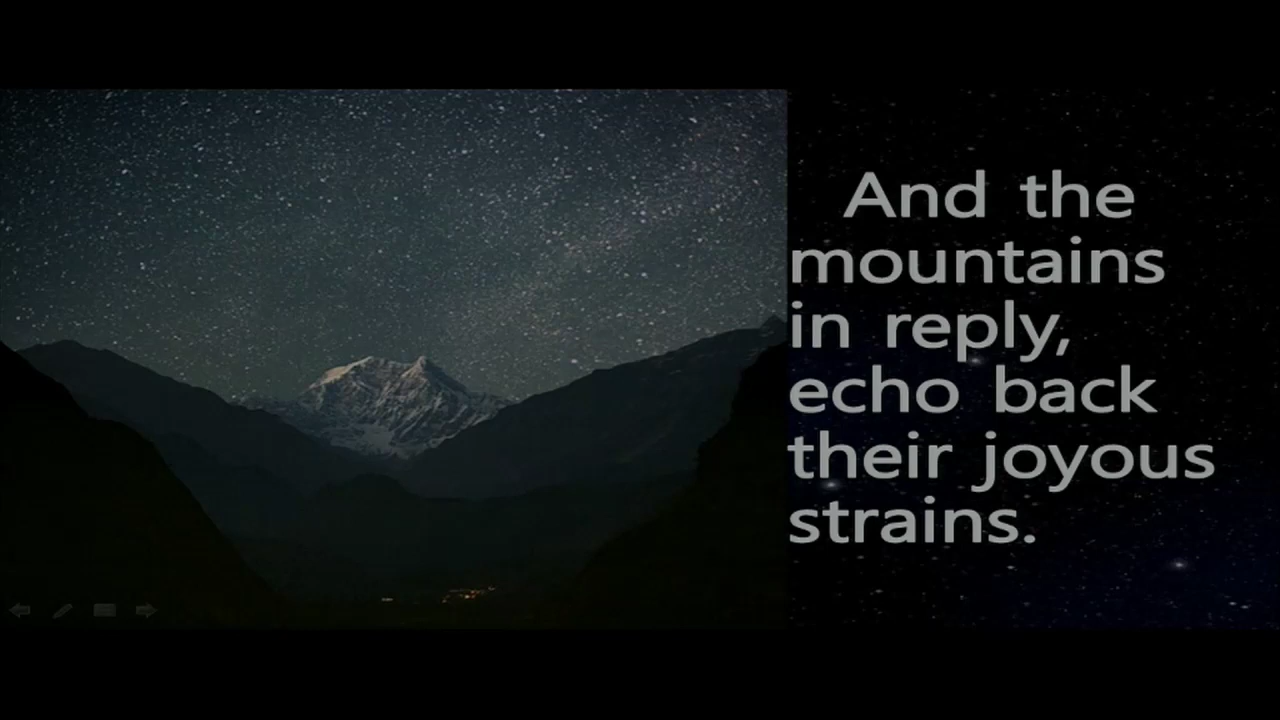 And the
mountains
in reply,
echo back
their joyous
strains.